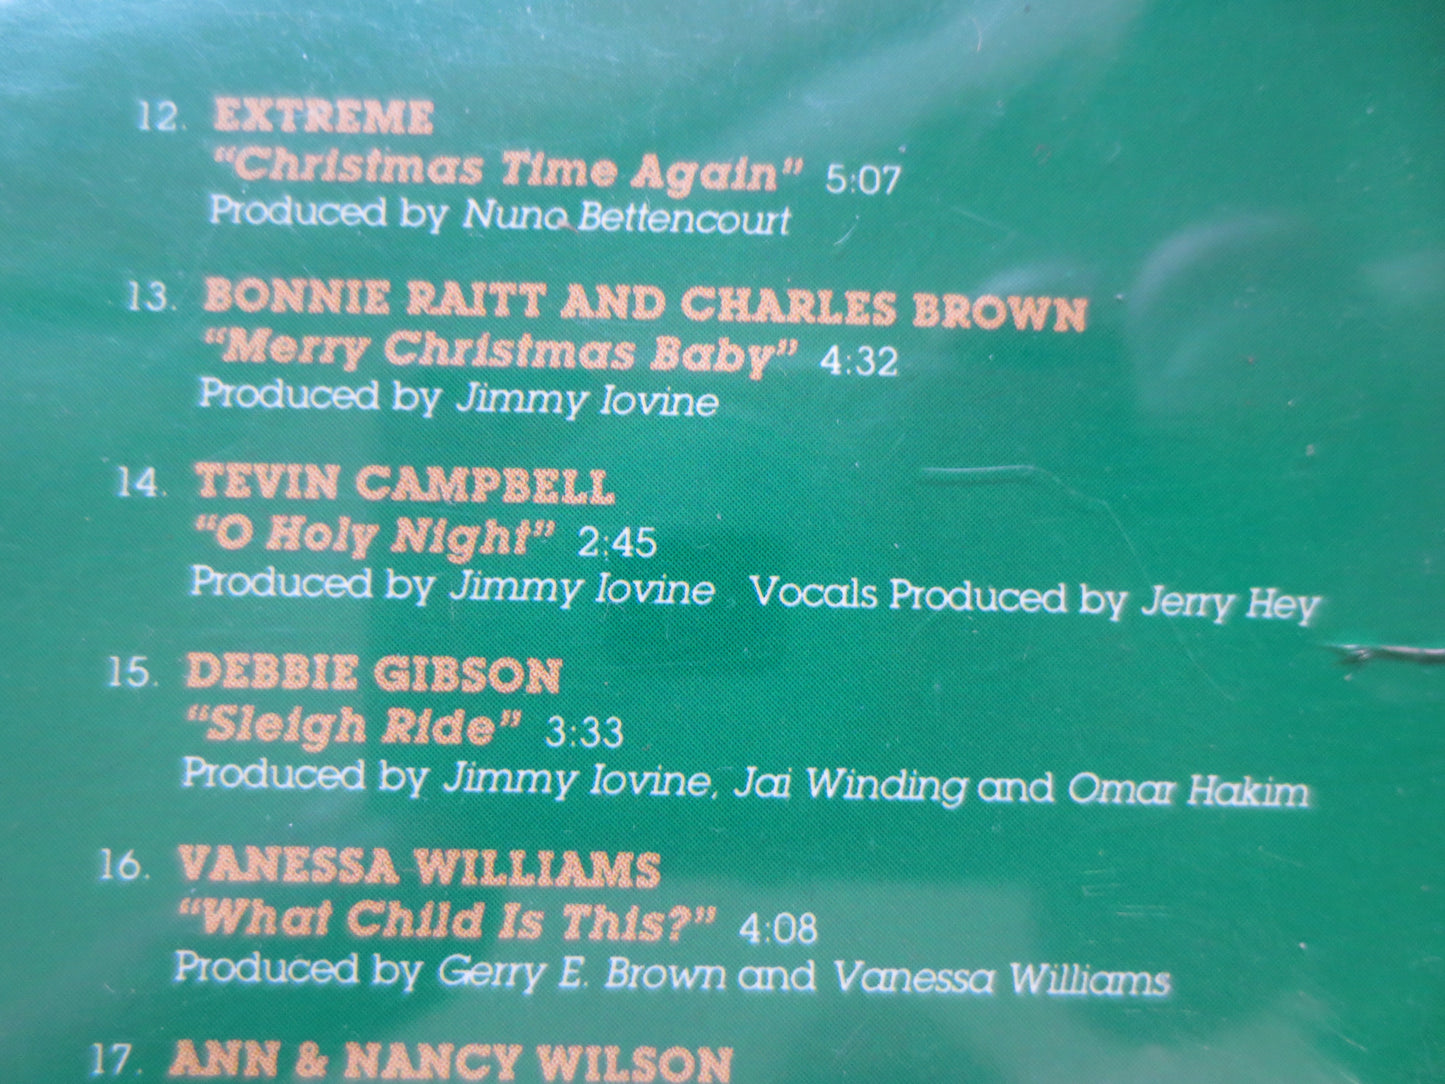 12. EXTREME
"Christmas Time Again" 5:07
Produced by Nuno Bettencourt
13. BONNIE RAITT AND CHARLES BROWN
"Merry Christmas Baby" 4:32
Produced by Jimmy Iovine
14. TEVIN CAMPBELL
"O Holy Night" 2:45
Produced by Jimmy Iovine Vocals Produced by Jerry Hey
15. DEBBIE GIBSON
"Sleigh Ride" 3:33
Produced by Jimmy Iovine, Jai Winding and Omar Hakim
16. VANESSA WILLIAMS
"What Child Is This?" 4:08
Produced by Gerry E. Brown and Vanessa Williams
17. ANN & NANCY WILSON